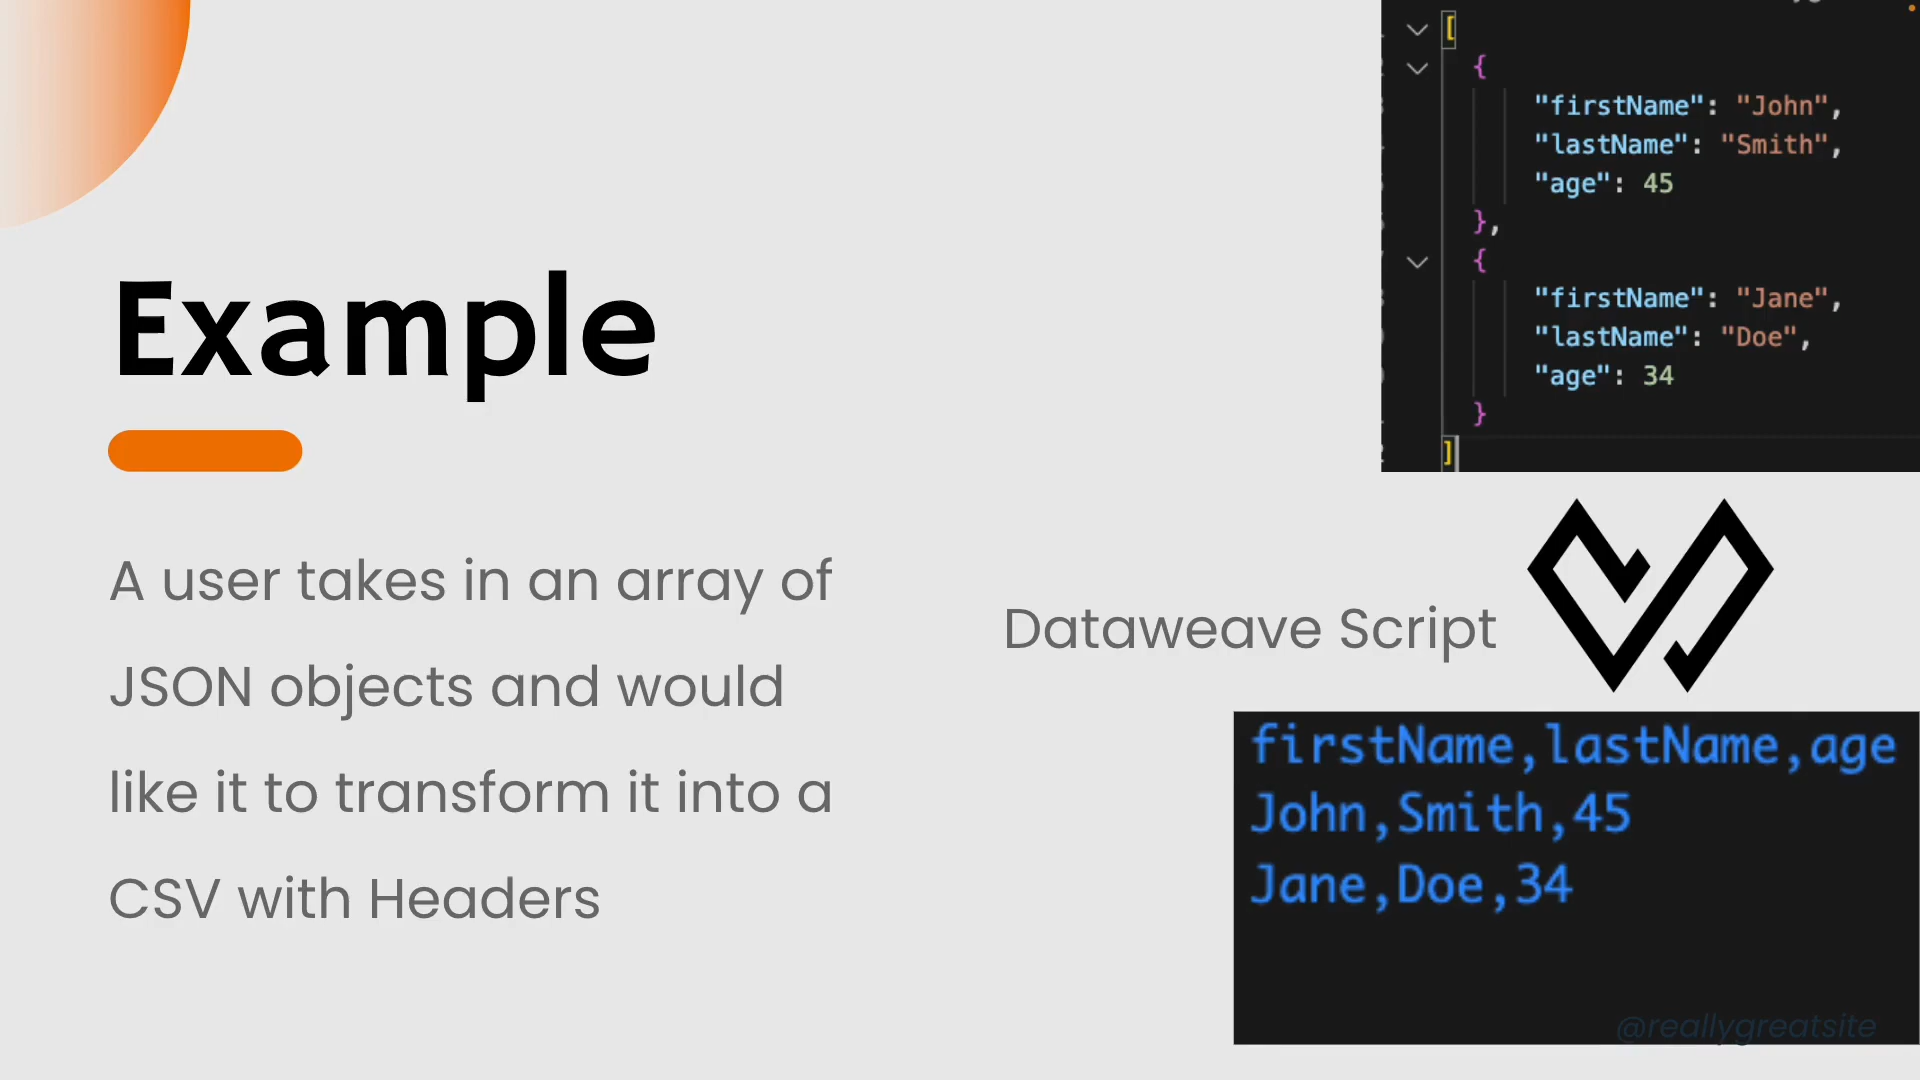 Example
A user takes in an array of
JSON objects and would
like it to transform it into a
CSV with Headers
[
{
"firstName": "John",
"lastName": "Smith",
"age": 45
},
{
"firstName": "Jane",
"lastName": "Doe",
"age": 34
}
]
Dataweave Script
firstName,lastName,age
John,Smith,45
Jane,Doe,34
@reallygreatsite